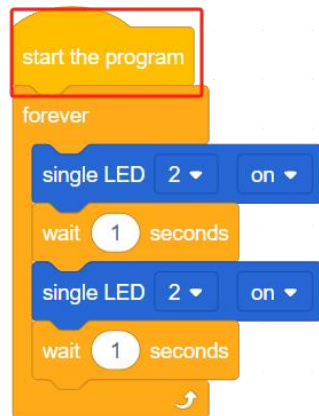 start the program
forever
single LED 2 on
wait 1 seconds
single LED 2 on
wait 1 seconds